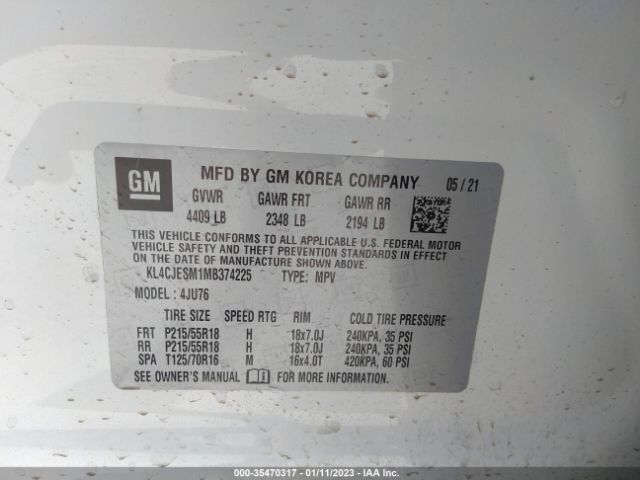 GM
MFD BY GM KOREA COMPANY 05 / 21
GVWR GAWR FRT GAWR RR
4409 LB 2348 LB 2194 LB
THIS VEHICLE CONFORMS TO ALL APPLICABLE U.S. FEDERAL MOTOR
VEHICLE SAFETY AND THEFT PREVENTION STANDARDS IN EFFECT
ON THE DATE OF MANUFACTURE SHOWN ABOVE.
KL4CJESM1MB374225 TYPE: MPV
MODEL : 4JU76
TIRE SIZE SPEED RTG RIM COLD TIRE PRESSURE
FRT P215/55R18 H 18x7.0J 240KPA, 35 PSI
RR P215/55R18 H 18x7.0J 240KPA, 35 PSI
SPA T125/70R16 M 16x4.0T 420KPA, 60 PSI
SEE OWNER'S MANUAL FOR MORE INFORMATION.
000-35470317 - 01/11/2023 - IAA Inc.